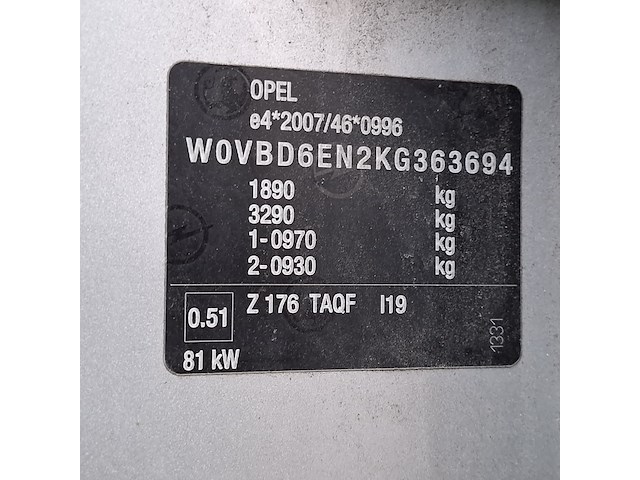 OPEL
e4*2007/46*0996
W0VBD6EN2KG363694
1890 kg
3290 kg
1-0970 kg
2-0930 kg
0.51 Z 176 TAQF I19
81 kW
1331